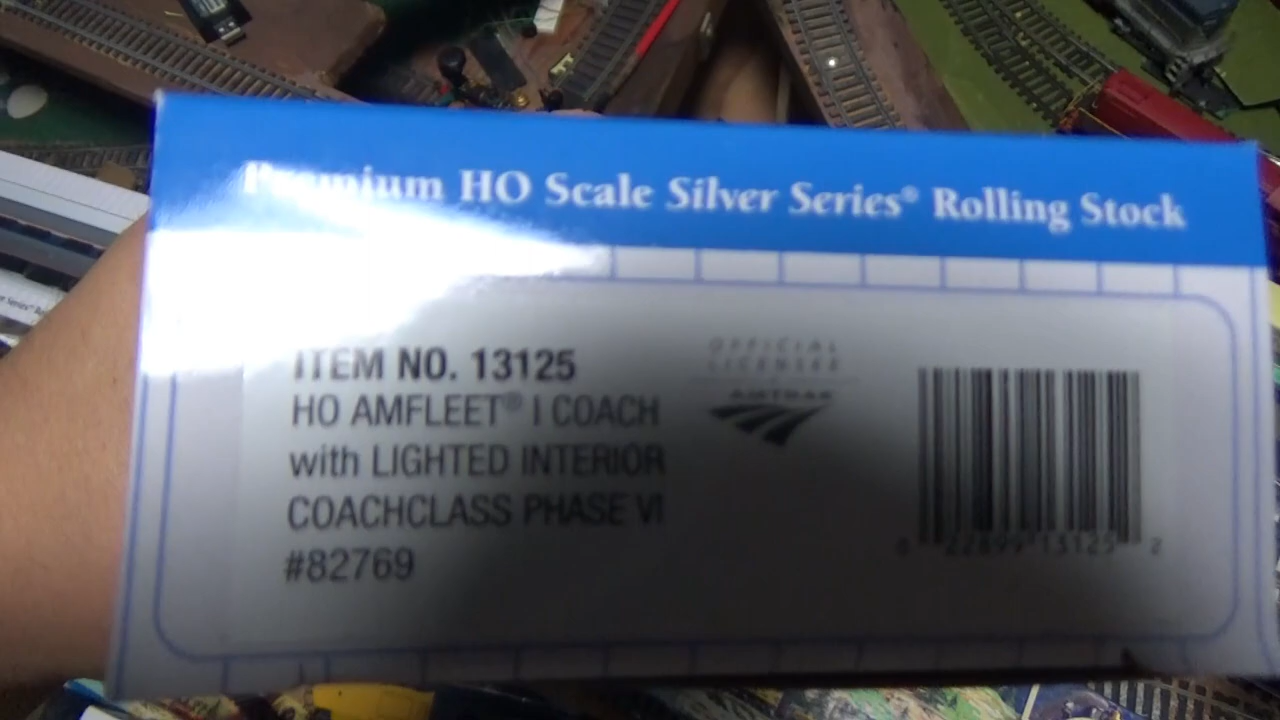 Premium HO Scale Silver Series® Rolling Stock
ITEM NO. 13125
HO AMFLEET® I COACH
with LIGHTED INTERIOR
COACHCLASS PHASE VI
#82769
OFFICIAL
LICENSEE
AMTRAK
0 22899 13125 2